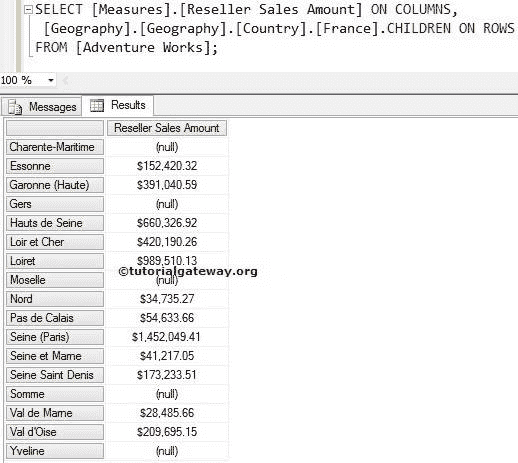 SELECT [Measures].[Reseller Sales Amount] ON COLUMNS,
[Geography].[Geography].[Country].[France].CHILDREN ON ROWS
FROM [Adventure Works];
100 %
Messages Results
Reseller Sales Amount
Charente-Maritime (null)
Essonne $152,420.32
Garonne (Haute) $391,040.59
Gers (null)
Hauts de Seine $660,326.92
Loir et Cher $420,190.26
Loiret $989,510.13
©tutorialgateway.org
Moselle (null)
Nord $34,735.27
Pas de Calais $54,633.66
Seine (Paris) $1,452,049.41
Seine et Marne $41,217.05
Seine Saint Denis $173,233.51
Somme (null)
Val de Marne $28,485.66
Val d'Oise $209,695.15
Yveline (null)